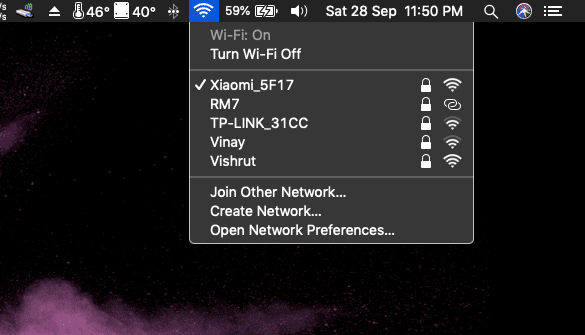 46° 40° 59% Sat 28 Sep 11:50 PM
Wi-Fi: On
Turn Wi-Fi Off
Xiaomi_5F17
RM7
TP-LINK_31CC
Vinay
Vishrut
Join Other Network...
Create Network...
Open Network Preferences...